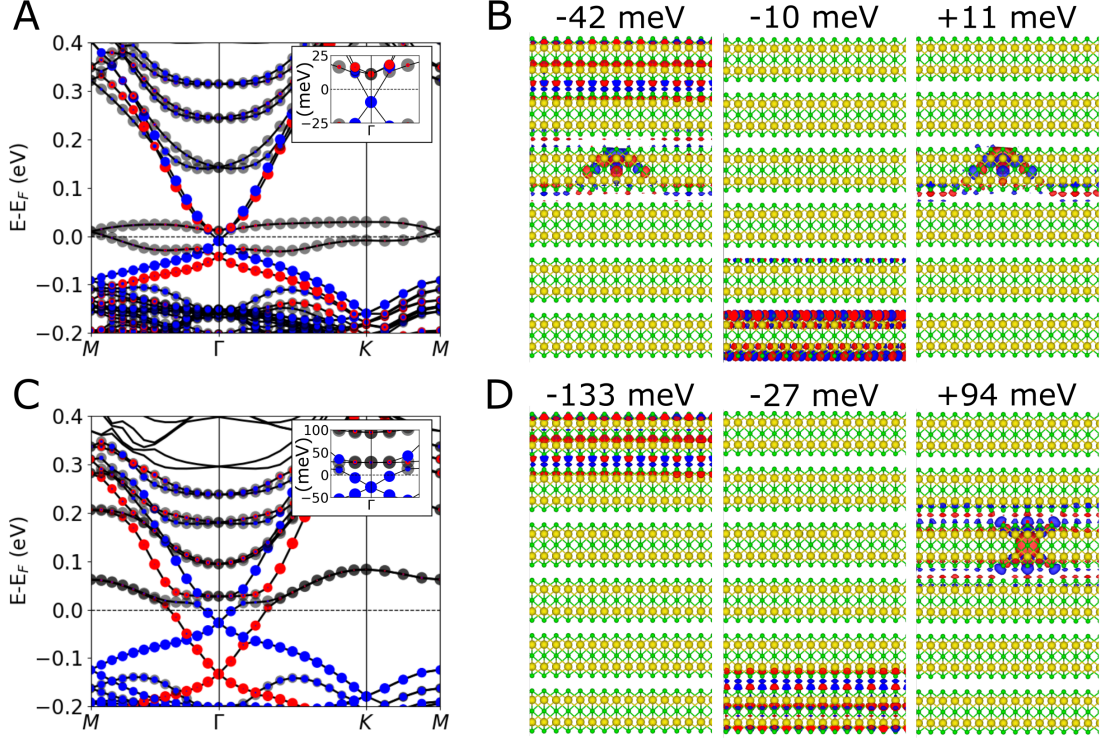 A
E-E_F (eV)
0.4
0.3
0.2
0.1
0.0
−0.1
−0.2
M
Γ
K
M
(meV)
25
0
−25
Γ
B
-42 meV
-10 meV
+11 meV
C
E-E_F (eV)
0.4
0.3
0.2
0.1
0.0
−0.1
−0.2
M
Γ
K
M
(meV)
100
50
0
−50
Γ
D
-133 meV
-27 meV
+94 meV